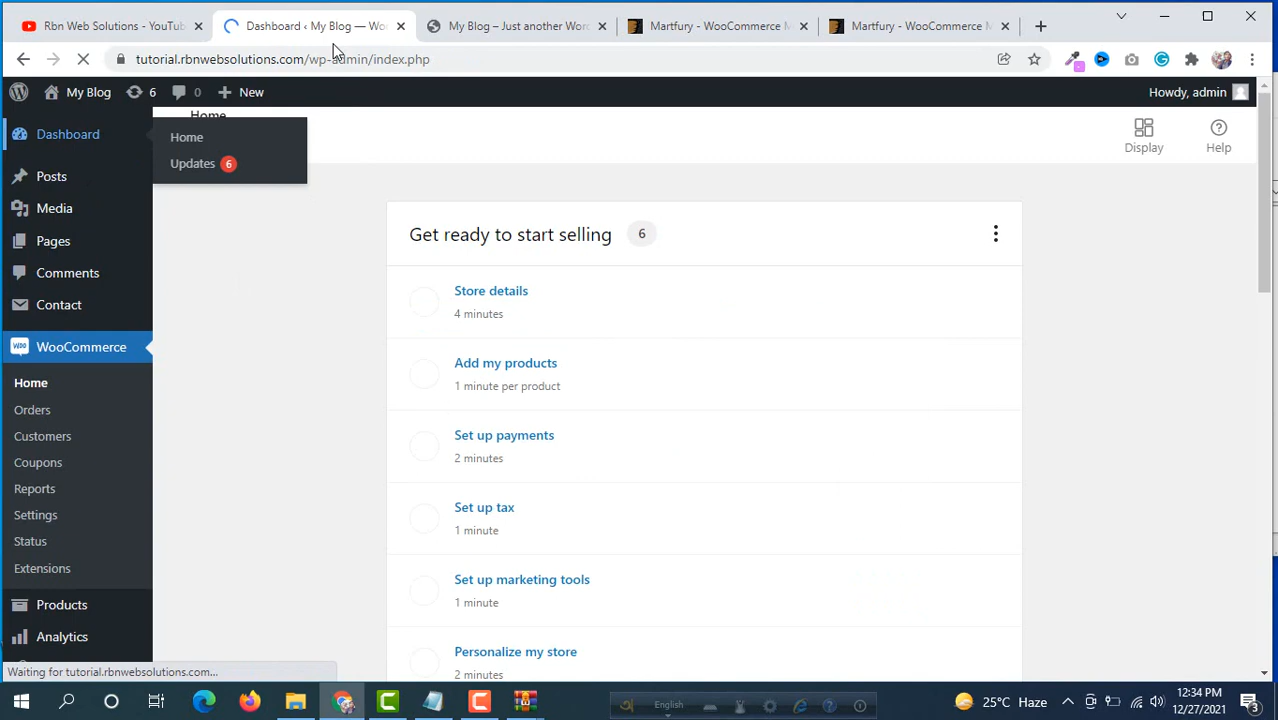 Rbn Web Solutions - YouTub
Dashboard ‹ My Blog — Wo
My Blog – Just another Word
Martfury - WooCommerce M
Martfury - WooCommerce M
tutorial.rbnwebsolutions.com/wp-admin/index.php
My Blog
6
0
New
Howdy, admin
Dashboard
Home
Home
Updates 6
Display
Help
Posts
Media
Pages
Comments
Contact
WooCommerce
Home
Orders
Customers
Coupons
Reports
Settings
Status
Extensions
Products
Analytics
Get ready to start selling 6
Store details
4 minutes
Add my products
1 minute per product
Set up payments
2 minutes
Set up tax
1 minute
Set up marketing tools
1 minute
Personalize my store
2 minutes
Waiting for tutorial.rbnwebsolutions.com...
English
25°C Haze
12:34 PM
12/27/2021
3